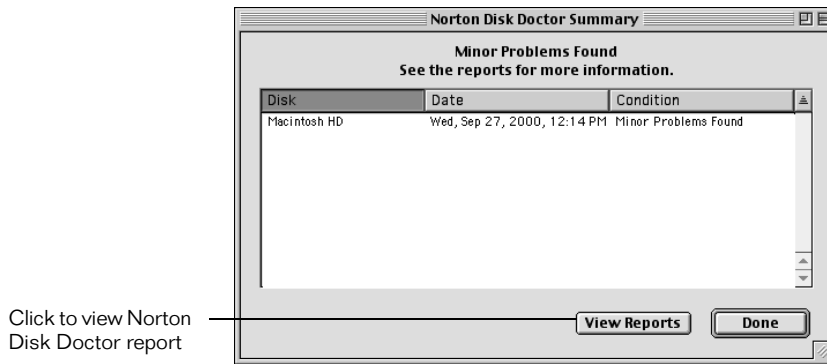 Norton Disk Doctor Summary
Minor Problems Found
See the reports for more information.
Disk Date Condition
Macintosh HD Wed, Sep 27, 2000, 12:14 PM Minor Problems Found
View Reports Done
Click to view Norton
Disk Doctor report